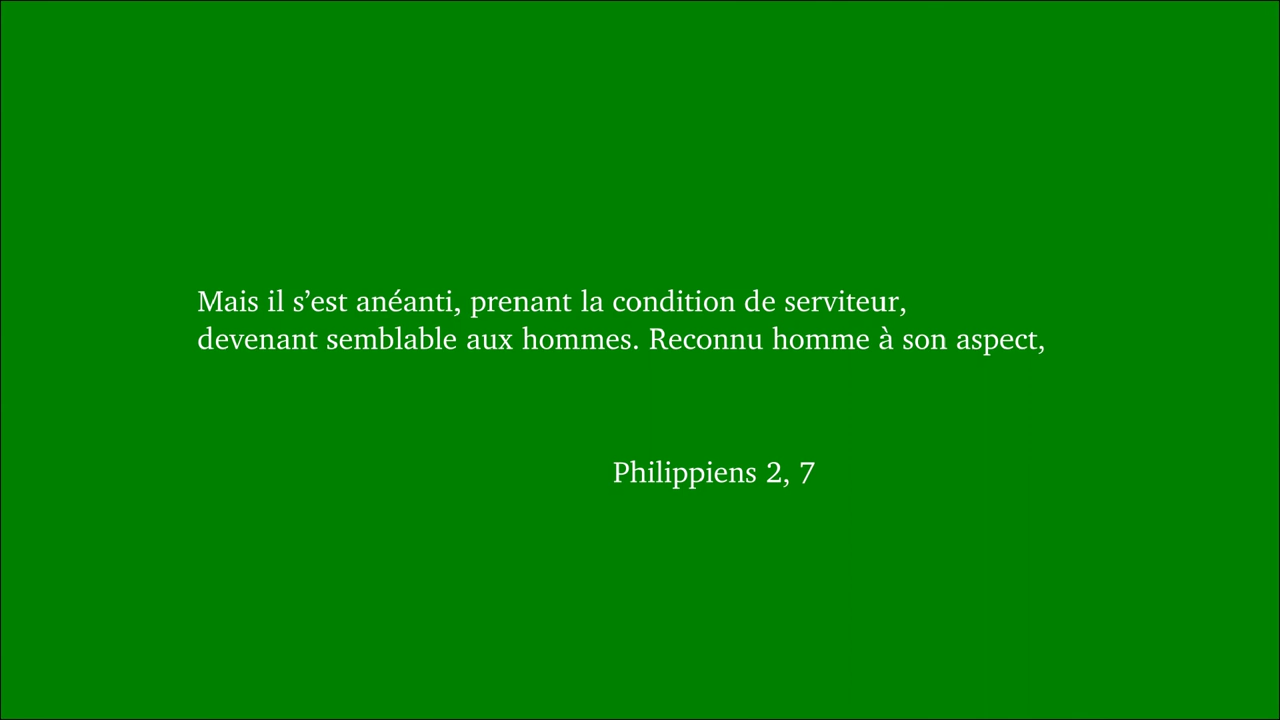 Mais il s’est anéanti, prenant la condition de serviteur,
devenant semblable aux hommes. Reconnu homme à son aspect,
Philippiens 2, 7